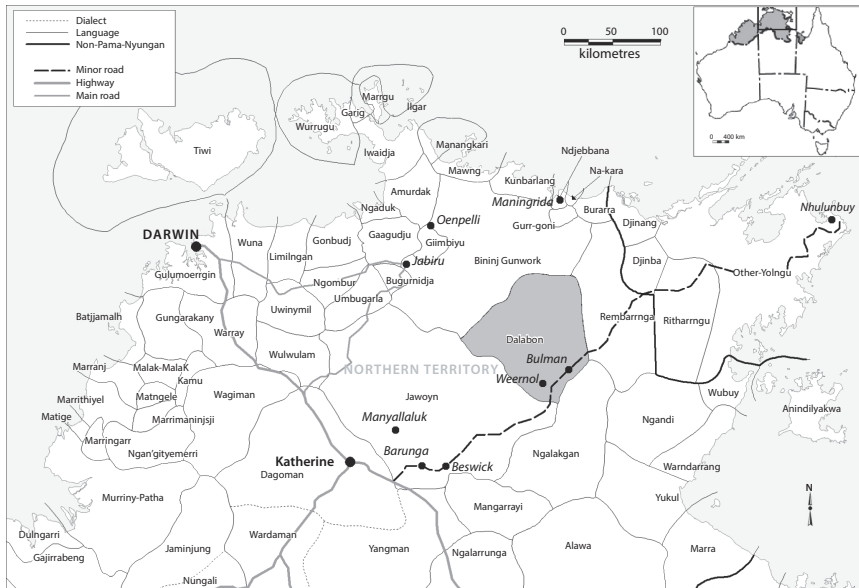 Dialect
Language
Non-Pama-Nyungan
Minor road
Highway
Main road
0 50 100
kilometres
0 400 km
Marrgu
Ilgar
Garig
Wurrugu
Tiwi
Iwaidja
Manangkari
Ndjebbana
Mawng
Na-kara
Kunbarlang
Amurdak
Maningrida
Ngaduk
Burarra
Nhulunbuy
Oenpelli
Gurr-goni
Djinang
DARWIN
Wuna
Gonbudj
Gaagudju
Giimbiyu
Limilngan
Jabiru
Bininj Gunwork
Djinba
Gulumoerrgin
Other-Yolngu
Ngombur
Bugurnidja
Umbugarla
Batjjamalh
Gungarakany
Uwinymil
Rembarrnga
Ritharrngu
Warray
Dalabon
Wulwulam
Bulman
Marranj
Malak-MalaK
NORTHERN TERRITORY
Weernol
Kamu
Marrithiyel
Matngele
Wagiman
Jawoyn
Wubuy
Anindilyakwa
Matige
Marrimaninjsji
Manyallaluk
Ngandi
Marringarr
Ngan'gityemerri
Barunga
Ngalakgan
Katherine
Beswick
Warndarrang
Dagoman
N
Murriny-Patha
Yukul
Mangarrayi
Dulngarri
Wardaman
Gajirrabeng
Jaminjung
Yangman
Ngalarrunga
Alawa
Marra
Nungali